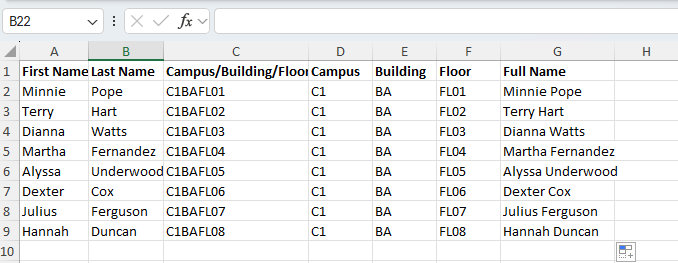 B22 fx
A B C D E F G H
1 First Name Last Name Campus/Building/Floor Campus Building Floor Full Name
2 Minnie Pope C1BAFL01 C1 BA FL01 Minnie Pope
3 Terry Hart C1BAFL02 C1 BA FL02 Terry Hart
4 Dianna Watts C1BAFL03 C1 BA FL03 Dianna Watts
5 Martha Fernandez C1BAFL04 C1 BA FL04 Martha Fernandez
6 Alyssa Underwood C1BAFL05 C1 BA FL05 Alyssa Underwood
7 Dexter Cox C1BAFL06 C1 BA FL06 Dexter Cox
8 Julius Ferguson C1BAFL07 C1 BA FL07 Julius Ferguson
9 Hannah Duncan C1BAFL08 C1 BA FL08 Hannah Duncan
10